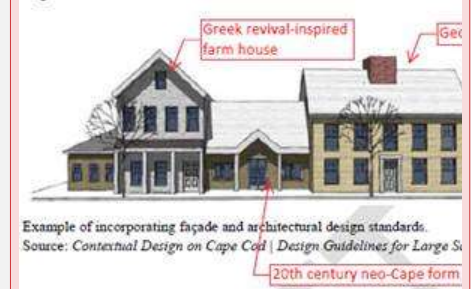 Greek revival-inspired
farm house
Example of incorporating façade and architectural design standards.
Source: Contextual Design on Cape Cod | Design Guidelines for Large
20th century neo-Cape form